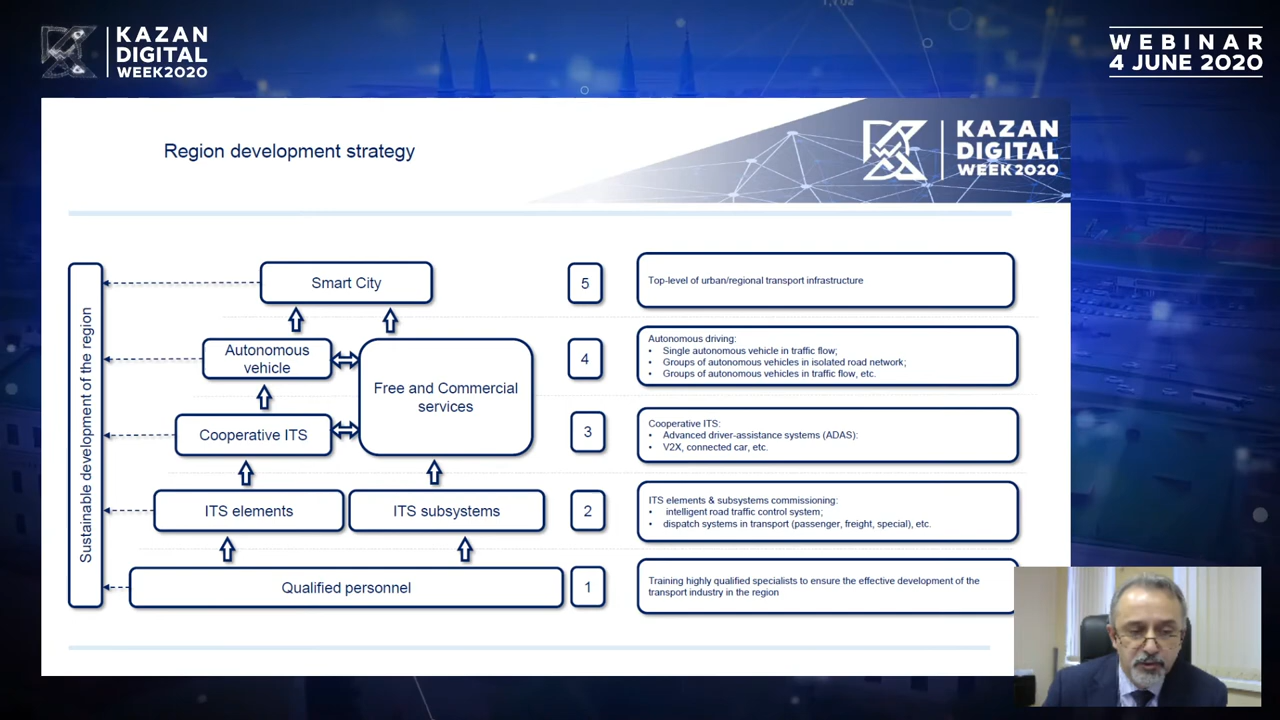 KAZAN
DIGITAL
WEEK2020
WEBINAR
4 JUNE 2020
Region development strategy
KAZAN
DIGITAL
WEEK2020
Sustainable development of the region
Smart City
5
Top-level of urban/regional transport infrastructure
Autonomous
vehicle
Free and Commercial
services
4
Autonomous driving:
• Single autonomous vehicle in traffic flow;
• Groups of autonomous vehicles in isolated road network;
• Groups of autonomous vehicles in traffic flow, etc.
Cooperative ITS
3
Cooperative ITS:
• Advanced driver-assistance systems (ADAS):
• V2X, connected car, etc.
ITS elements
ITS subsystems
2
ITS elements & subsystems commissioning:
• intelligent road traffic control system;
• dispatch systems in transport (passenger, freight, special), etc.
Qualified personnel
1
Training highly qualified specialists to ensure the effective development of the
transport industry in the region